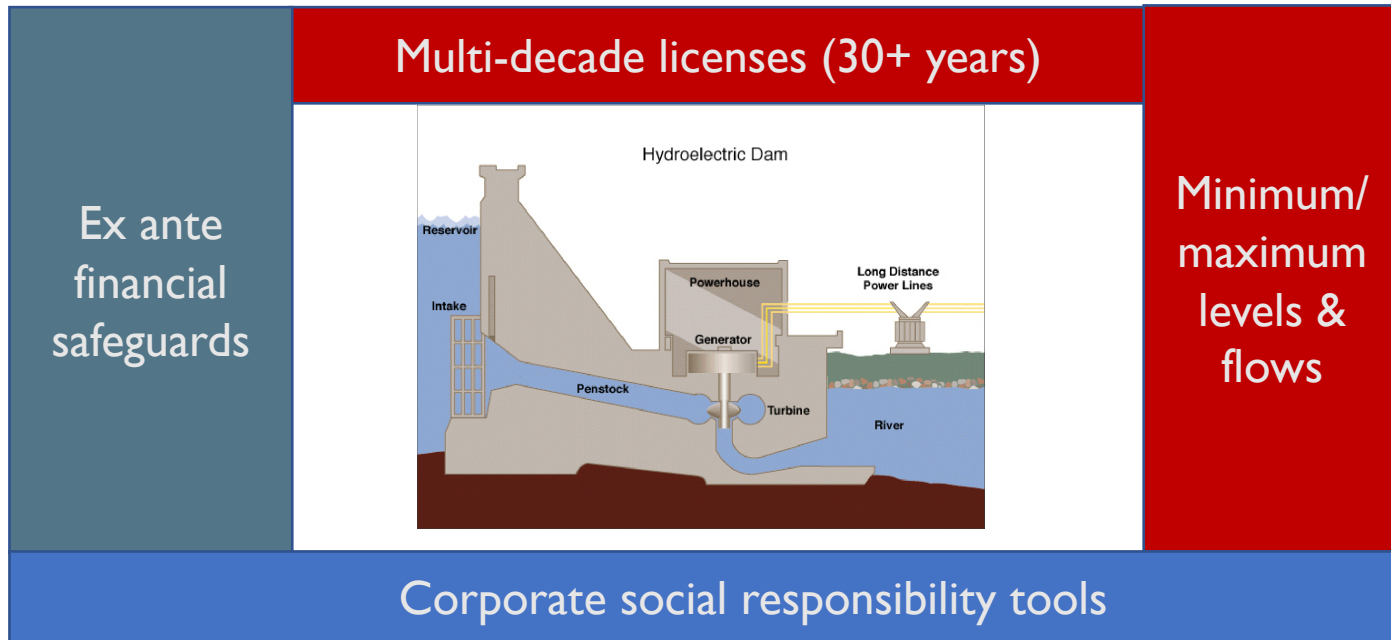 Multi-decade licenses (30+ years)
Ex ante
financial
safeguards
Hydroelectric Dam
Reservoir
Intake
Penstock
Powerhouse
Generator
Turbine
Long Distance
Power Lines
River
Minimum/
maximum
levels &
flows
Corporate social responsibility tools